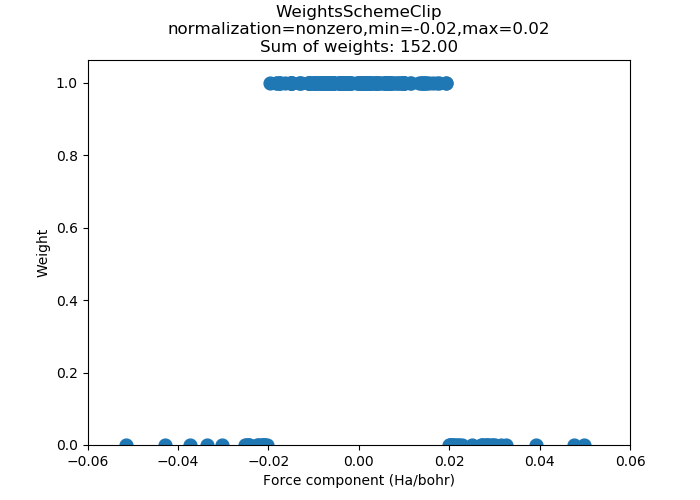 WeightsSchemeClip
normalization=nonzero,min=-0.02,max=0.02
Sum of weights: 152.00
1.0
0.8
0.6
0.4
0.2
0.0
Weight
−0.06 −0.04 −0.02 0.00 0.02 0.04 0.06
Force component (Ha/bohr)